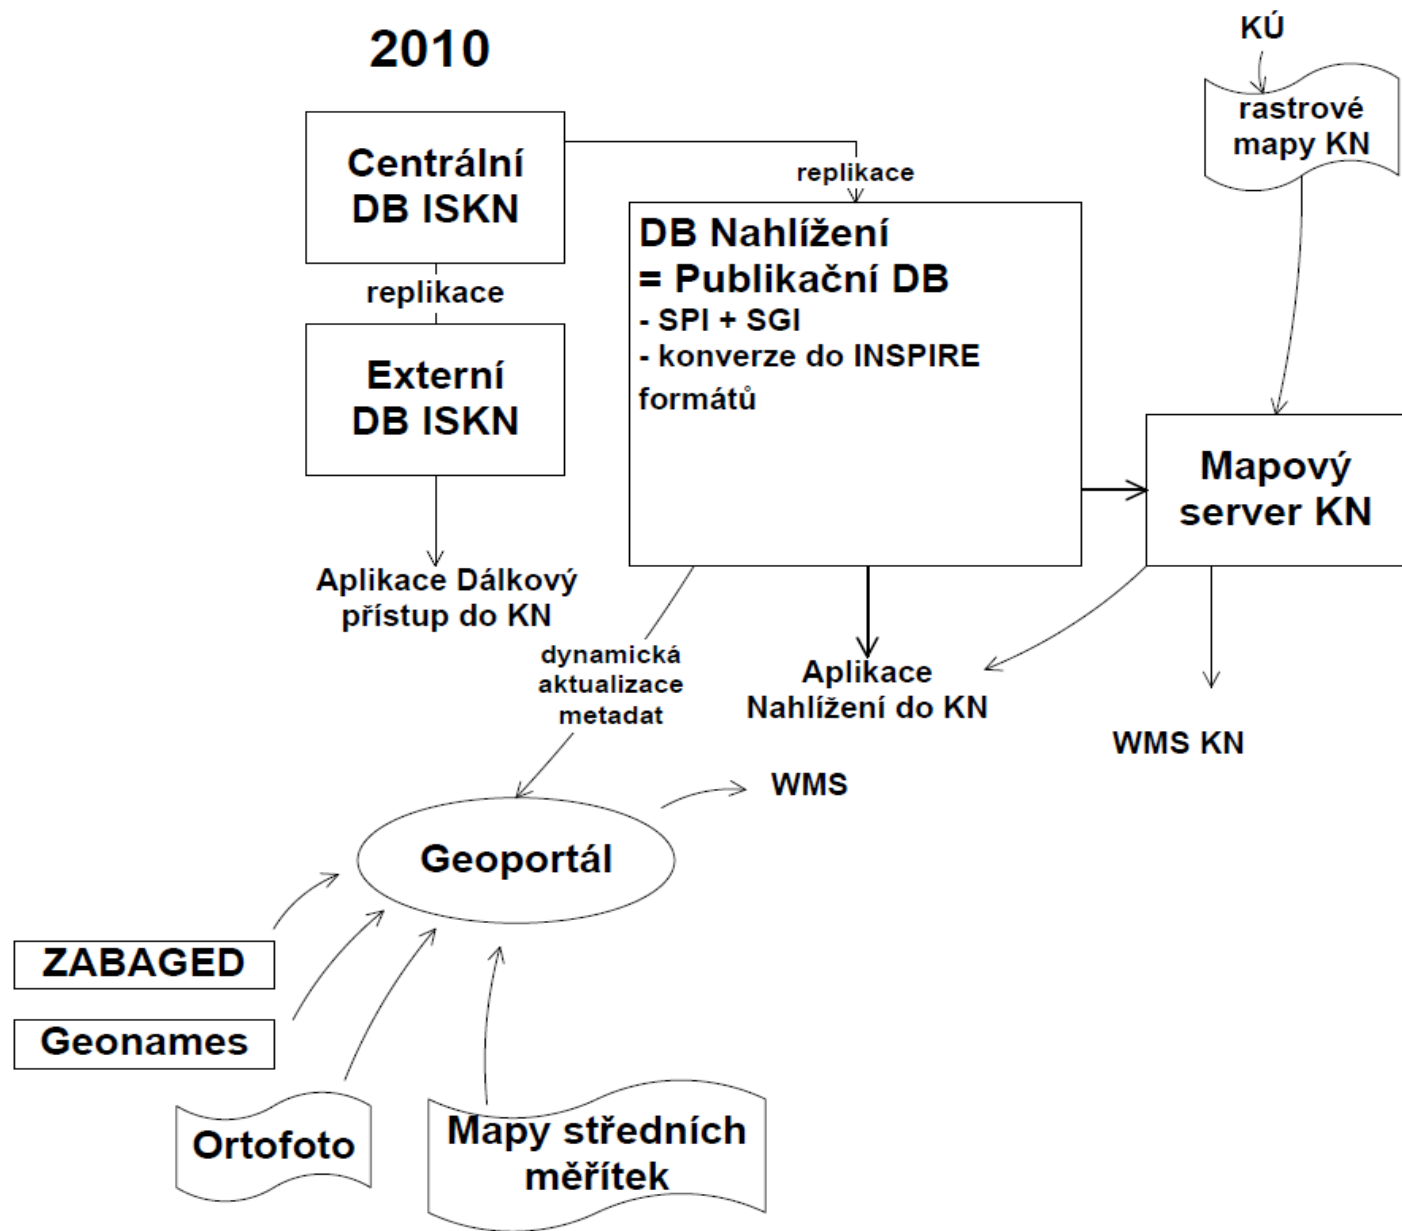 2010
KÚ
rastrové
mapy KN
Centrální
DB ISKN
replikace
replikace
DB Nahlížení
= Publikační DB
- SPI + SGI
- konverze do INSPIRE
formátů
Externí
DB ISKN
Mapový
server KN
Aplikace Dálkový
přístup do KN
dynamická
aktualizace
metadat
Aplikace
Nahlížení do KN
WMS KN
WMS
Geoportál
ZABAGED
Geonames
Ortofoto
Mapy středních
měřítek